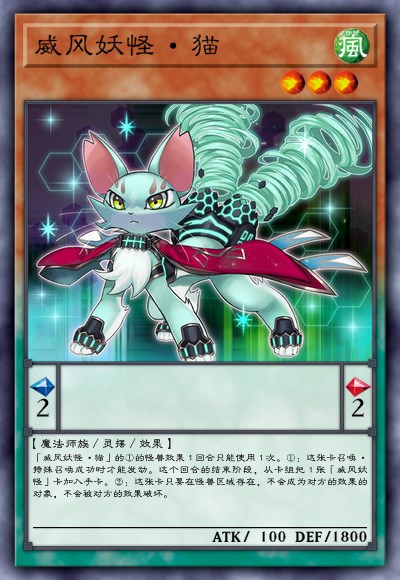 威风妖怪·猫
風
2 2
【魔法师族/灵摆/效果】
「威风妖怪·猫」的①的怪兽效果1回合只能使用1次。①：这张卡召唤·
特殊召唤成功时才能发动。这个回合的结束阶段，从卡组把1张「威风妖
怪」卡加入手卡。②：这张卡只要在怪兽区域存在，不会成为对方的效果的
对象，不会被对方的效果破坏。
ATK/ 100 DEF/1800